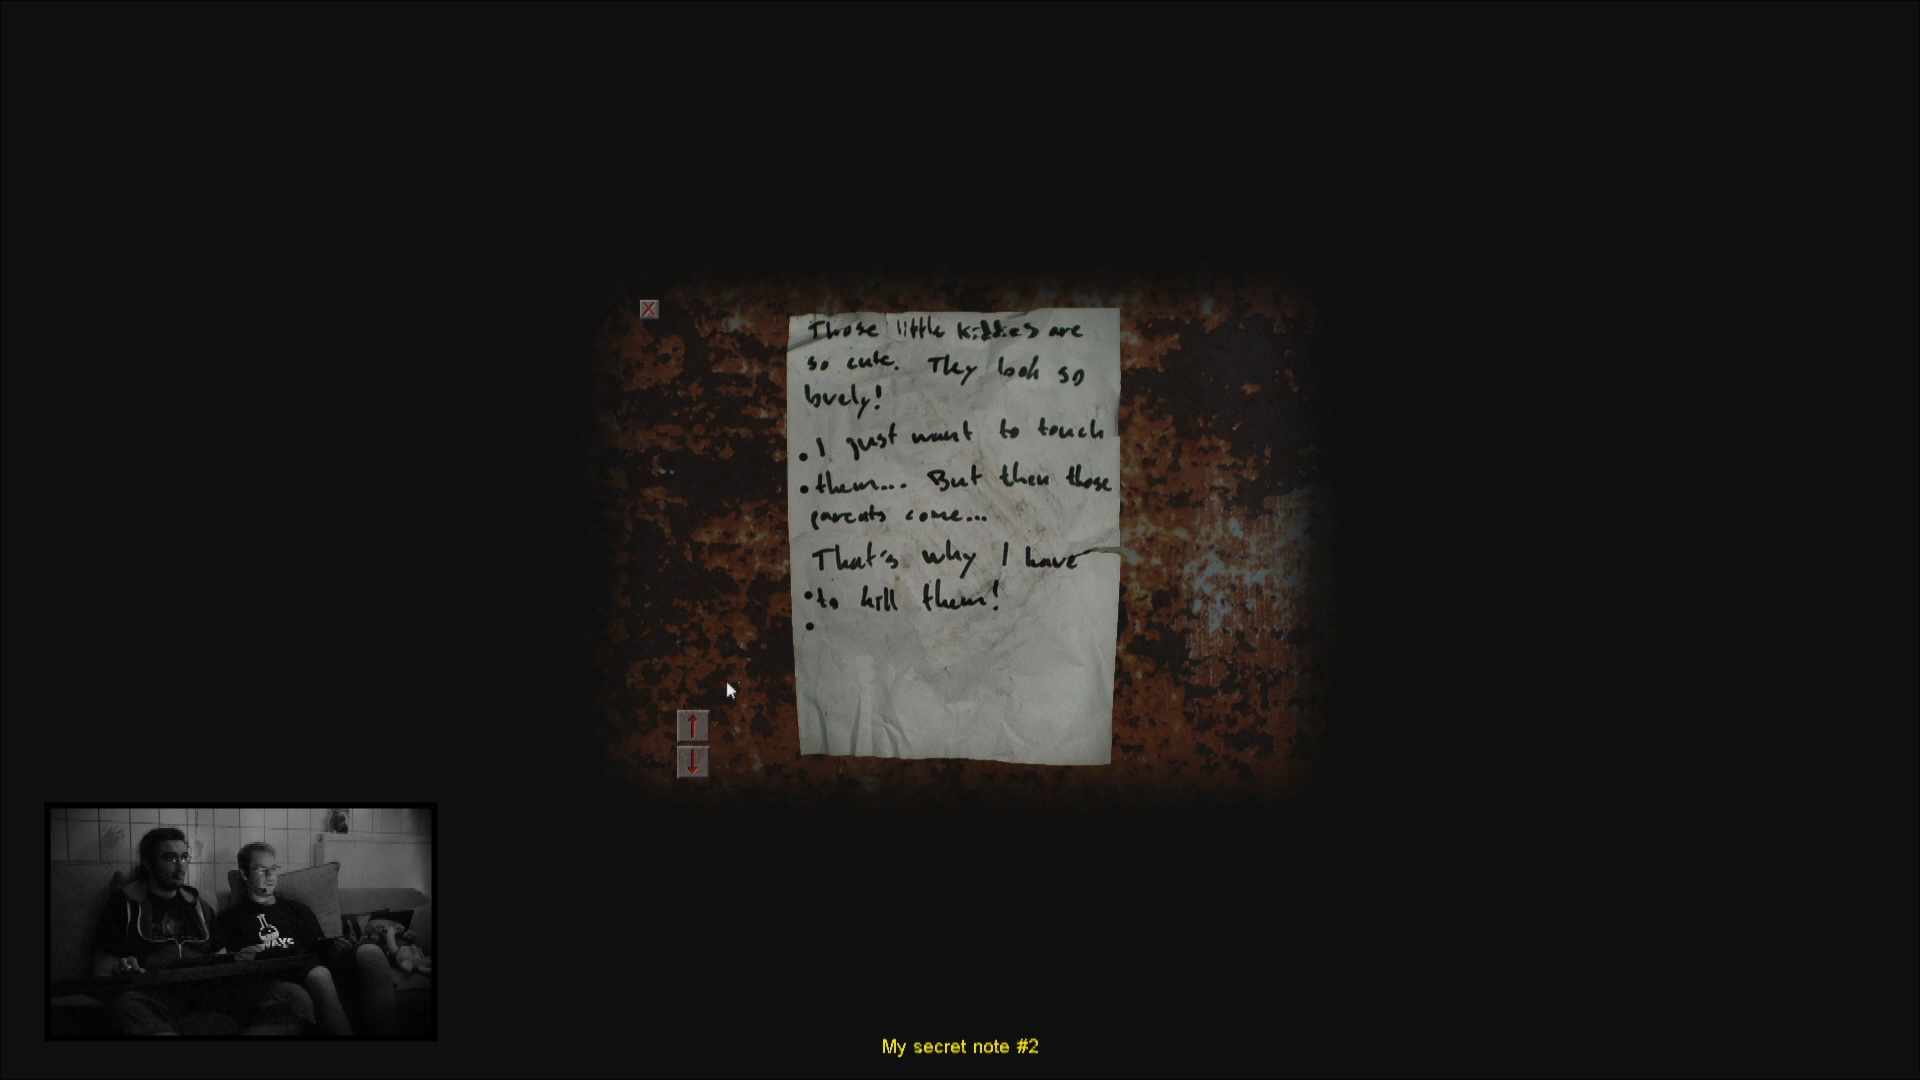 Those little kiddies are
so cute. They look so
lovely!
I just want to touch
them... But then those
parents come...
That's why I have
to kill them!
WAYS
My secret note #2